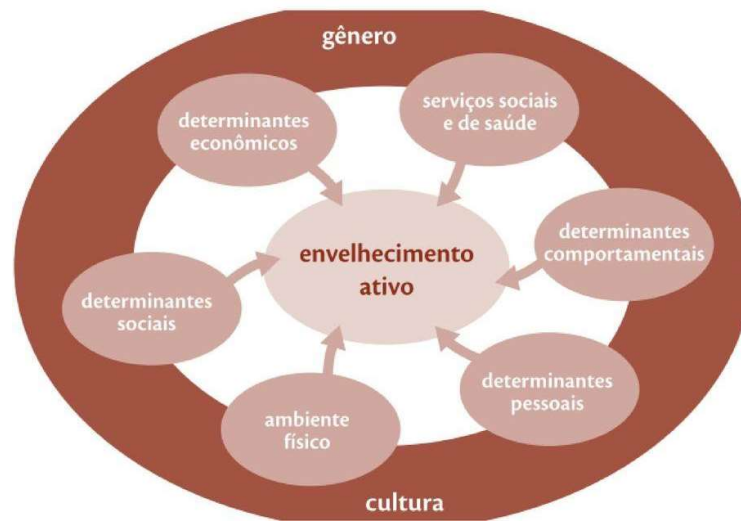 gênero
serviços sociais
e de saúde
determinantes
econômicos
determinantes
comportamentais
envelhecimento
ativo
determinantes
sociais
determinantes
pessoais
ambiente
físico
cultura